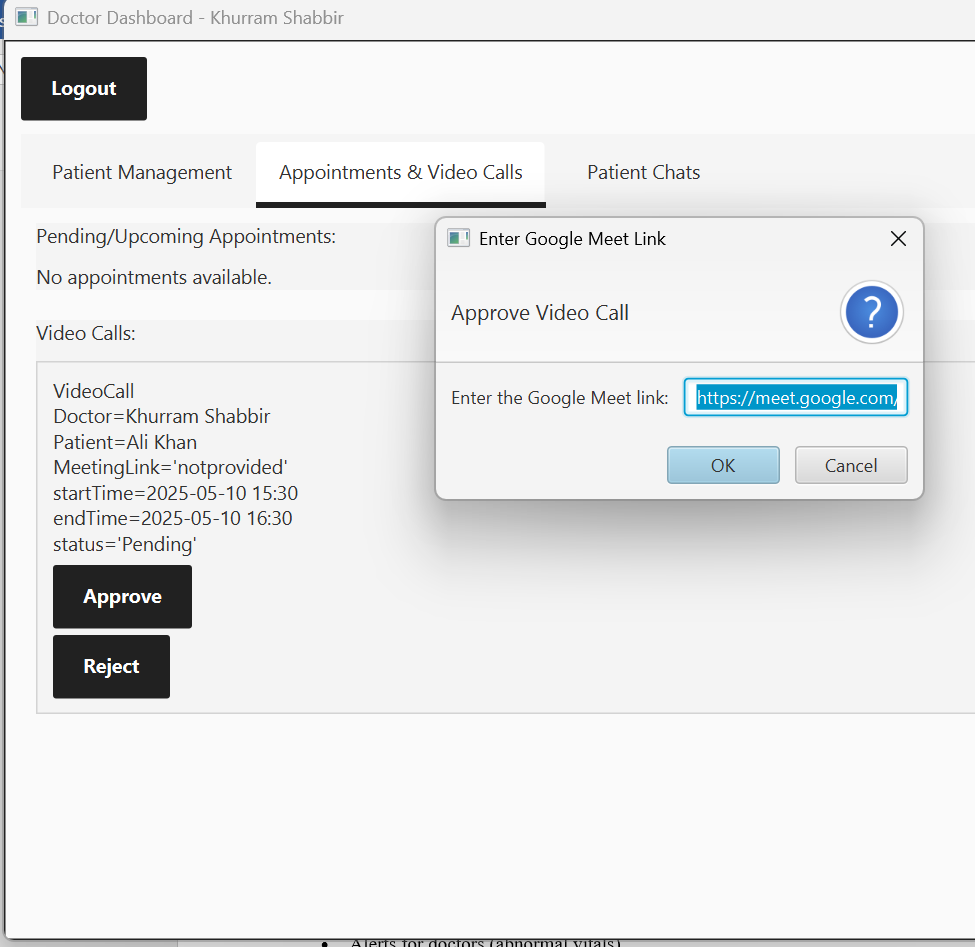 Doctor Dashboard - Khurram Shabbir
Logout
Patient Management
Appointments & Video Calls
Patient Chats
Pending/Upcoming Appointments:
No appointments available.
Video Calls:
VideoCall
Doctor=Khurram Shabbir
Patient=Ali Khan
MeetingLink='notprovided'
startTime=2025-05-10 15:30
endTime=2025-05-10 16:30
status='Pending'
Approve
Reject
Enter Google Meet Link
Approve Video Call
?
Enter the Google Meet link:
https://meet.google.com/
OK
Cancel
Alerts for doctors (abnormal vitals)